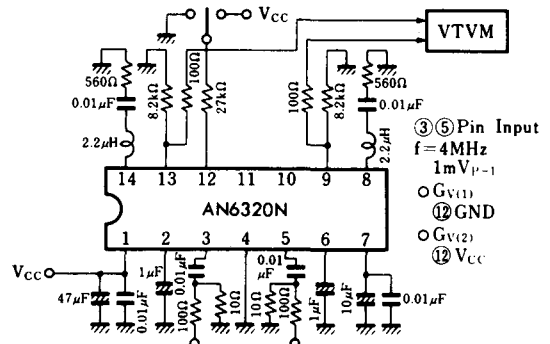 Vcc
VTVM
560Ω
0.01μF
2.2μH
8.2kΩ
100Ω
27kΩ
100Ω
8.2kΩ
560Ω
0.01μF
2.2μH
③⑤Pin Input
f=4MHz
1mVP-1
GV(1)
⑫GND
GV(2)
⑫Vcc
14 13 12 11 10 9 8
AN6320N
1 2 3 4 5 6 7
Vcc
47μF
0.01μF
1μF
0.01μF
100Ω
10Ω
0.01
μF
10Ω
100Ω
1μF
10μF
0.01μF